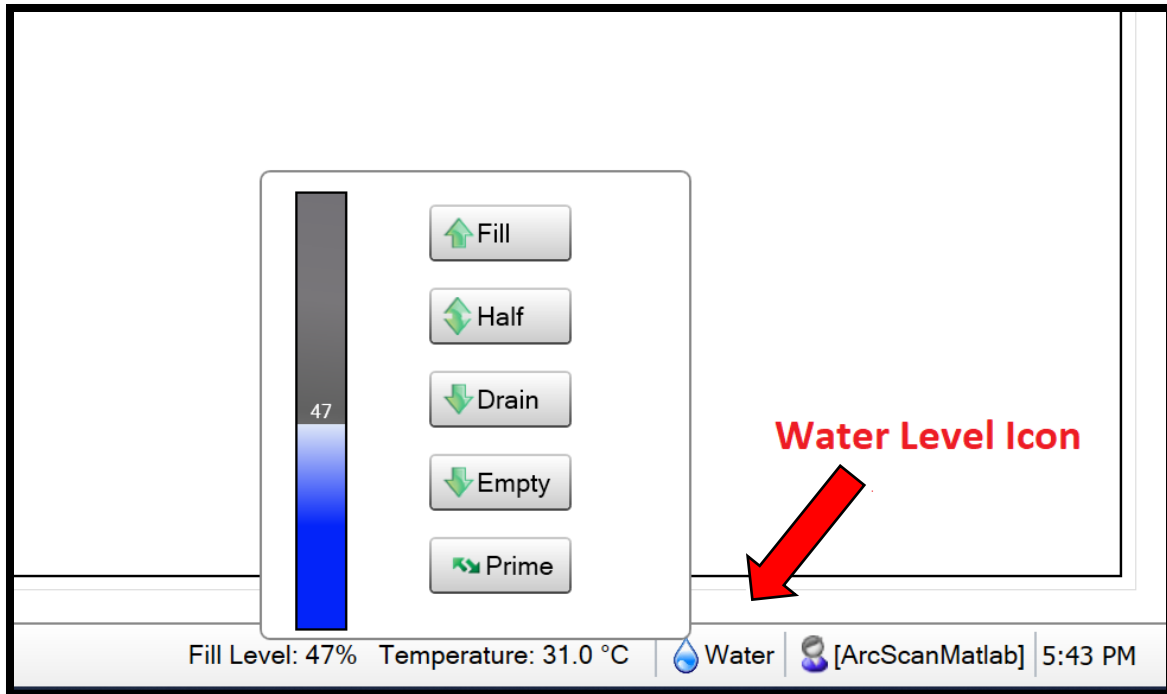 Fill
Half
47
Drain
Water Level Icon
Empty
Prime
Fill Level: 47% Temperature: 31.0 °C Water [ArcScanMatlab] 5:43 PM